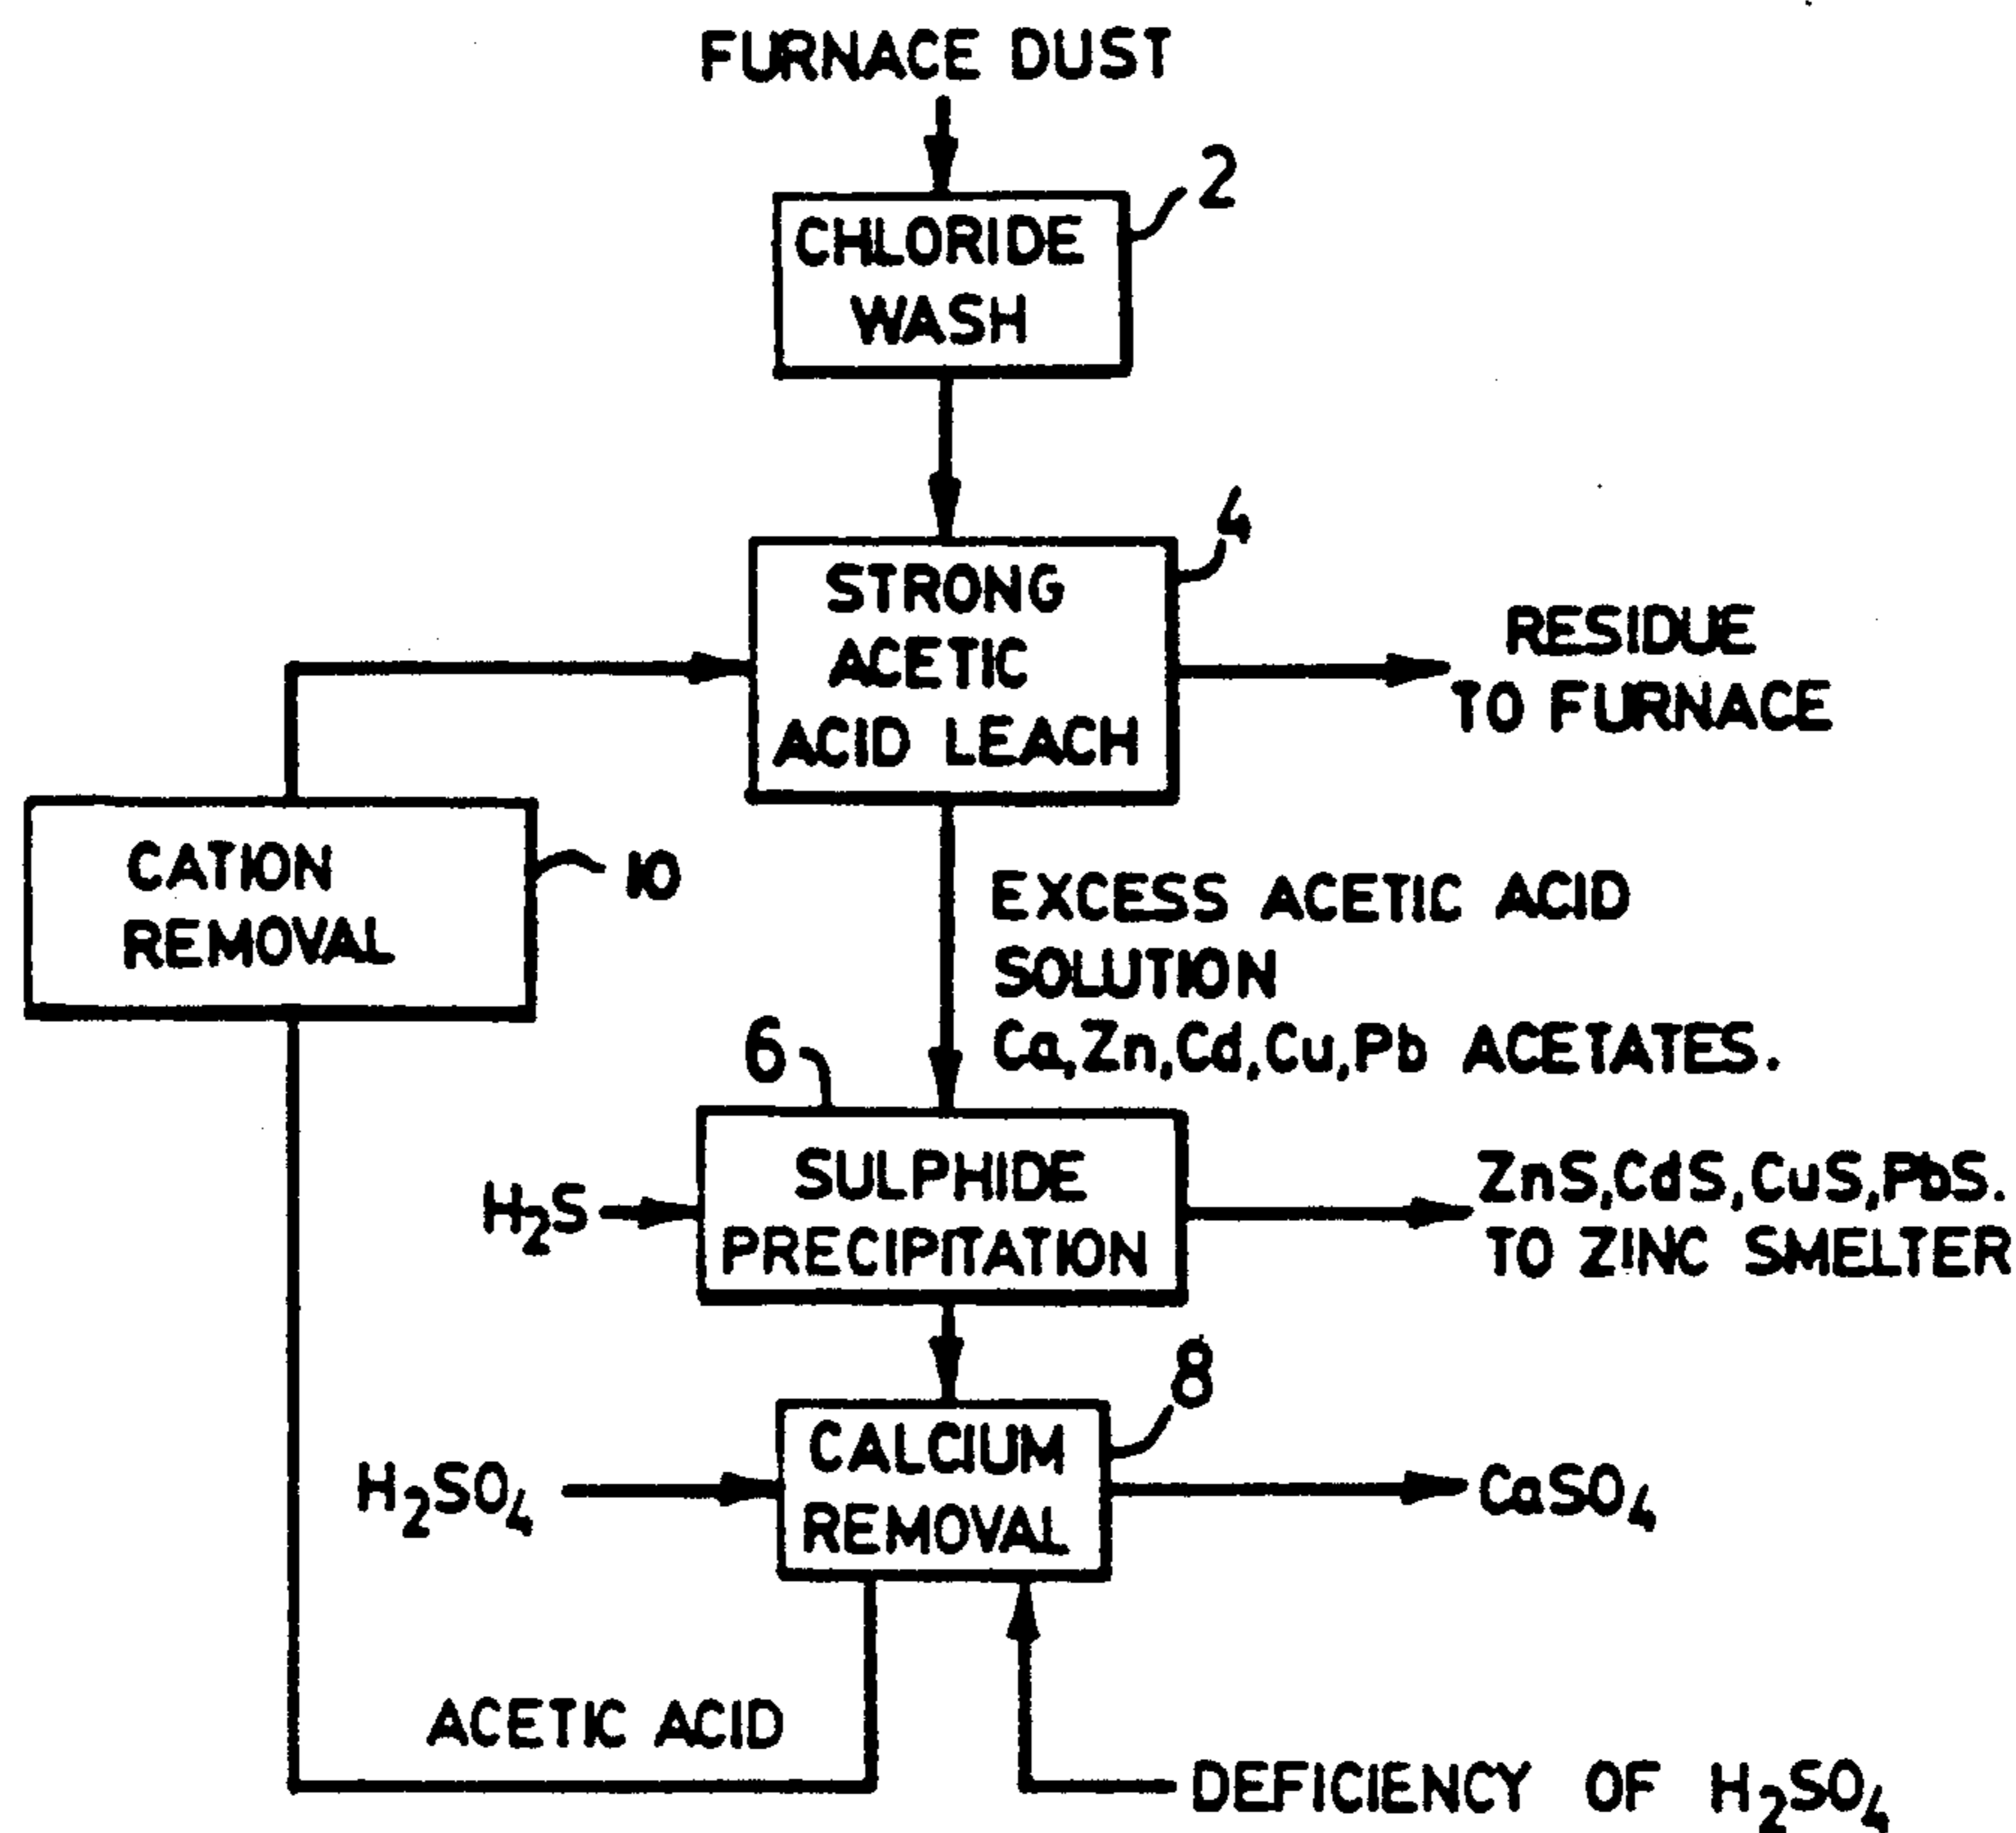 FURNACE DUST
2
CHLORIDE
WASH
4
STRONG
ACETIC
ACID LEACH
RESIDUE
TO FURNACE
CATION
REMOVAL
10
EXCESS ACETIC ACID
SOLUTION
Ca,Zn,Cd,Cu,Pb ACETATES.
6
SULPHIDE
PRECIPITATION
H₂S
ZnS,CdS,CuS,PbS.
TO ZINC SMELTER
8
CALCIUM
REMOVAL
H₂SO₄
CaSO₄
ACETIC ACID
DEFICIENCY OF H₂SO₄